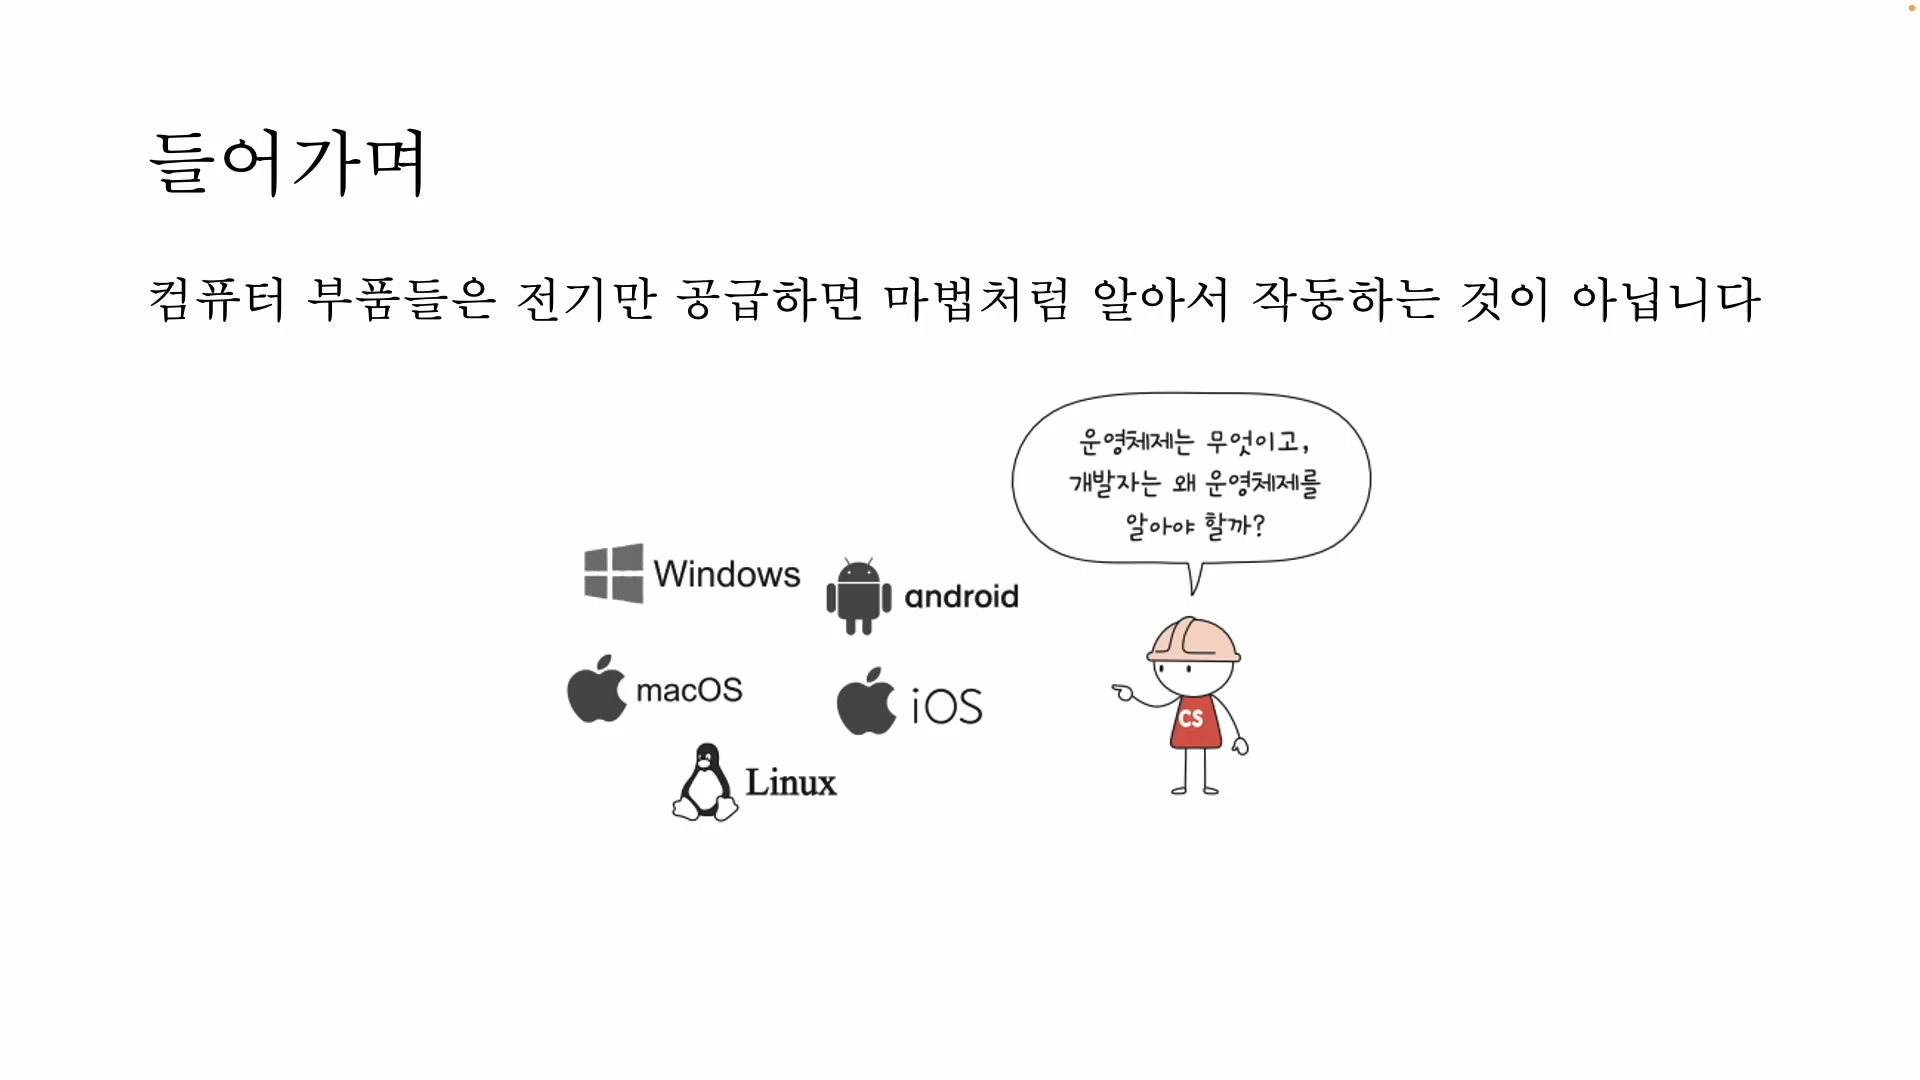 들어가며
컴퓨터 부품들은 전기만 공급하면 마법처럼 알아서 작동하는 것이 아닙니다
운영체제는 무엇이고,
개발자는 왜 운영체제를
알아야 할까?
Windows
android
macOS
iOS
Linux
CS